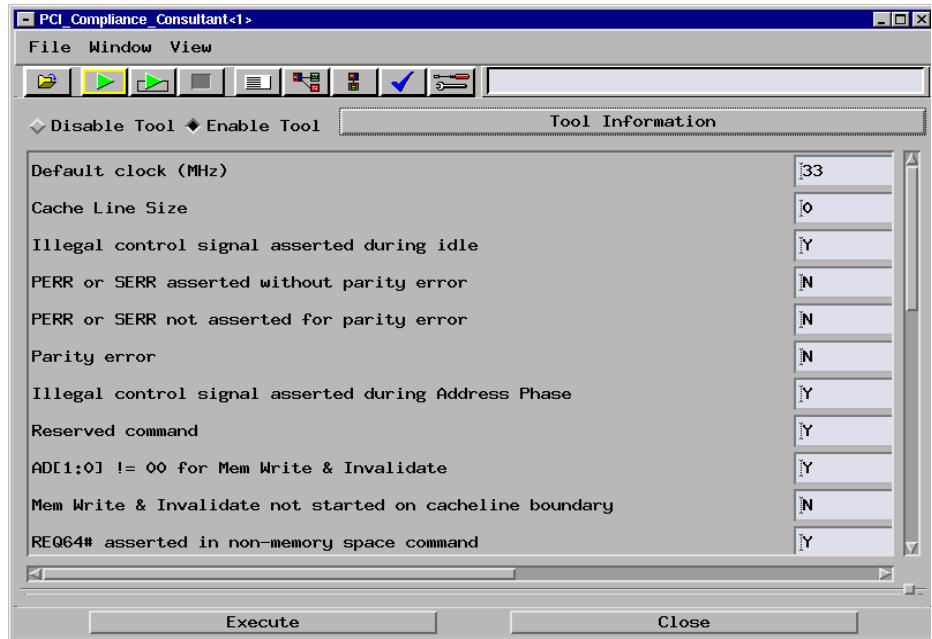 PCI_Compliance_Consultant<1>
File Window View
Disable Tool Enable Tool Tool Information
Default clock (MHz) 33
Cache Line Size 0
Illegal control signal asserted during idle Y
PERR or SERR asserted without parity error N
PERR or SERR not asserted for parity error N
Parity error N
Illegal control signal asserted during Address Phase Y
Reserved command Y
AD[1:0] != 00 for Mem Write & Invalidate Y
Mem Write & Invalidate not started on cacheline boundary N
REQ64# asserted in non-memory space command Y
Execute Close